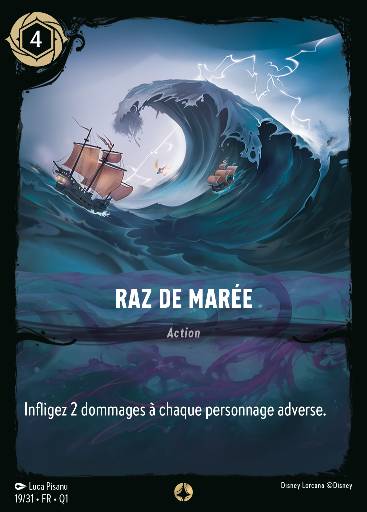 4
RAZ DE MARÉE
Action
Infligez 2 dommages à chaque personnage adverse.
Luca Pisanu
Disney Lorcana ©Disney
19/31 • FR • Q1